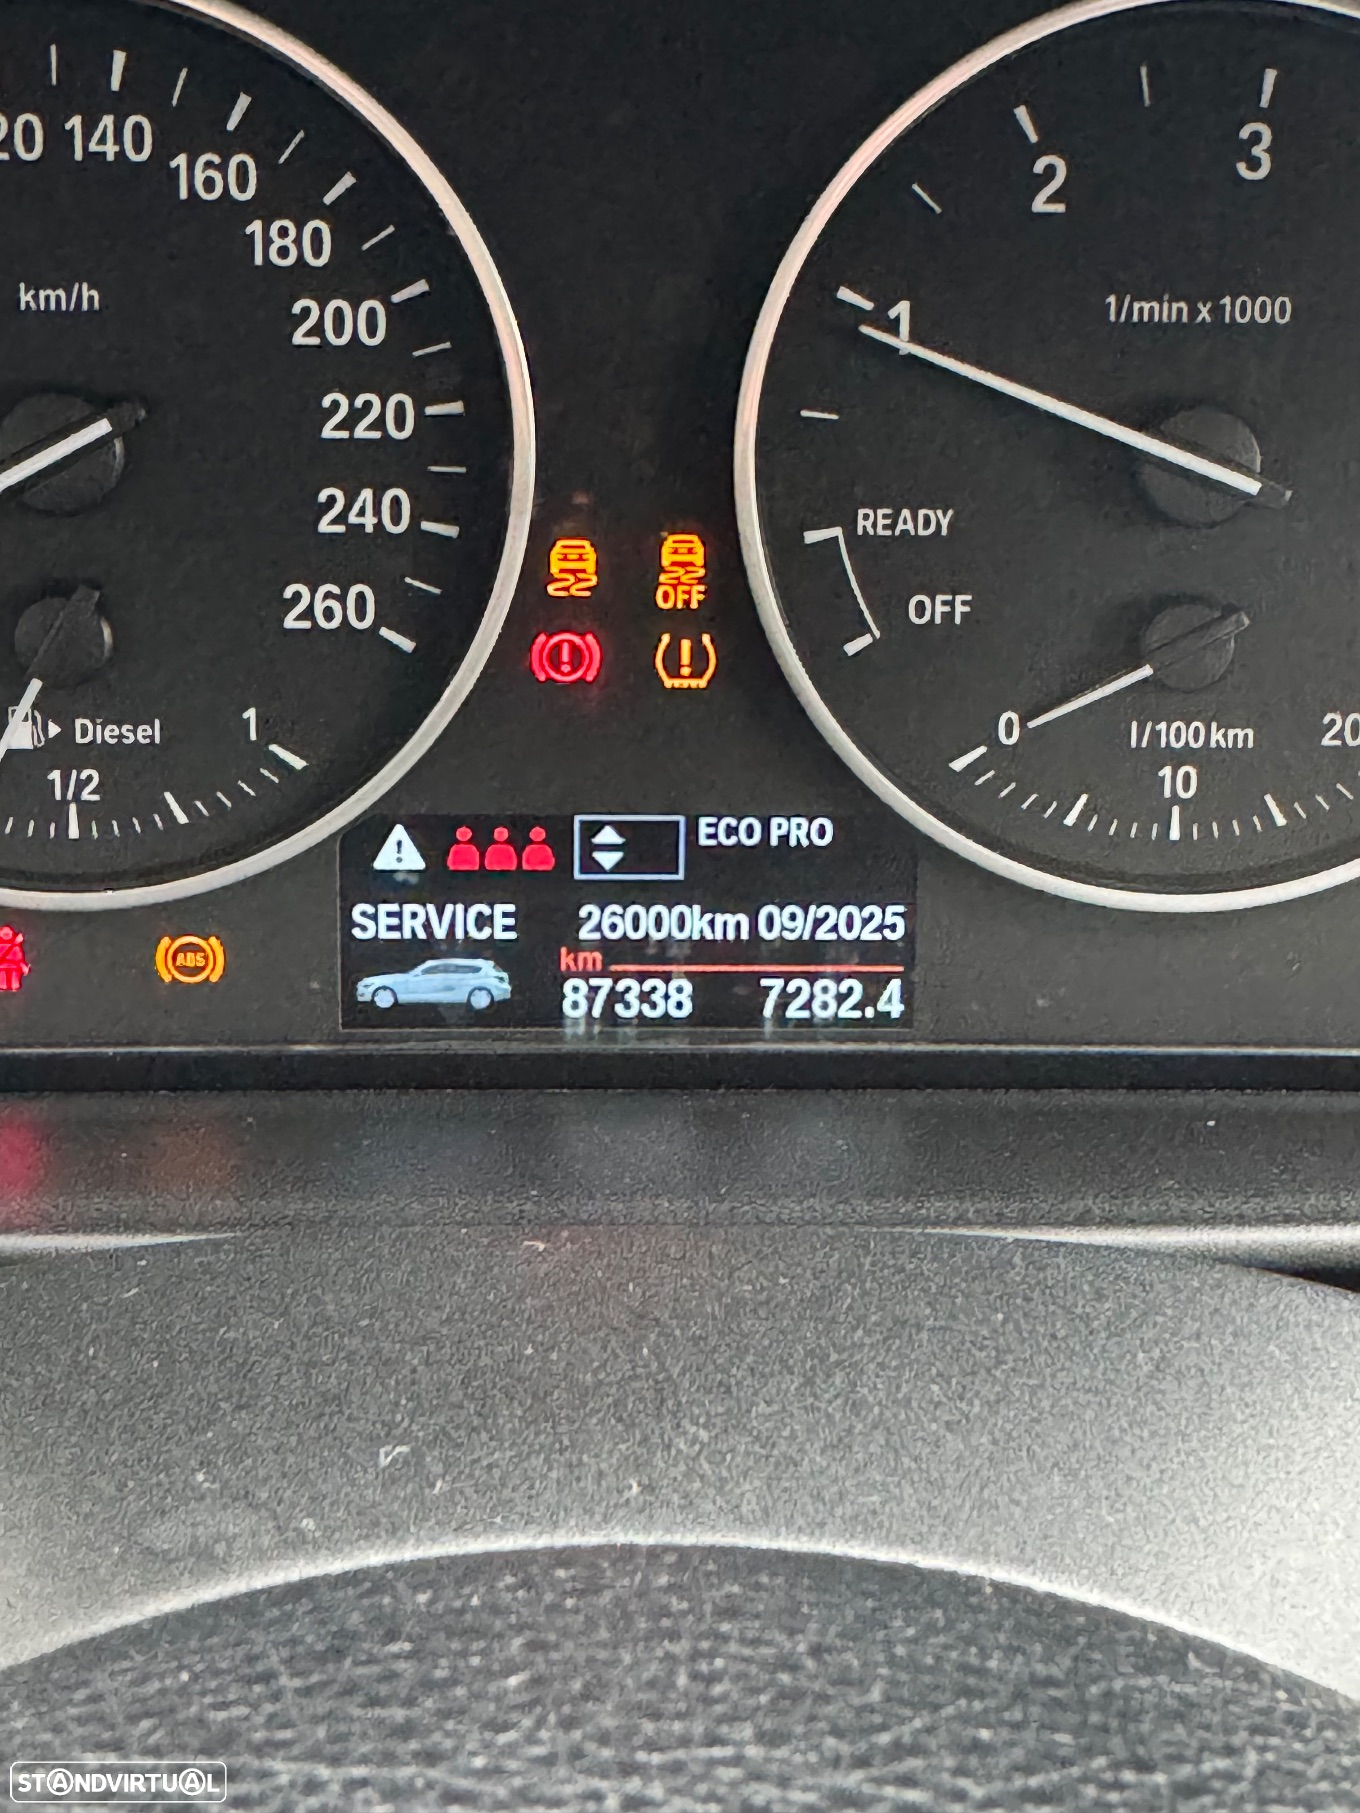 140
160
180
200
220
240
260
km/h
Diesel
1/2
1
1
2
3
1/min x 1000
READY
OFF
0
l/100km
10
20
OFF
ECO PRO
SERVICE 26000km 09/2025
km
87338 7282.4
ABS
STANDVIRTUAL